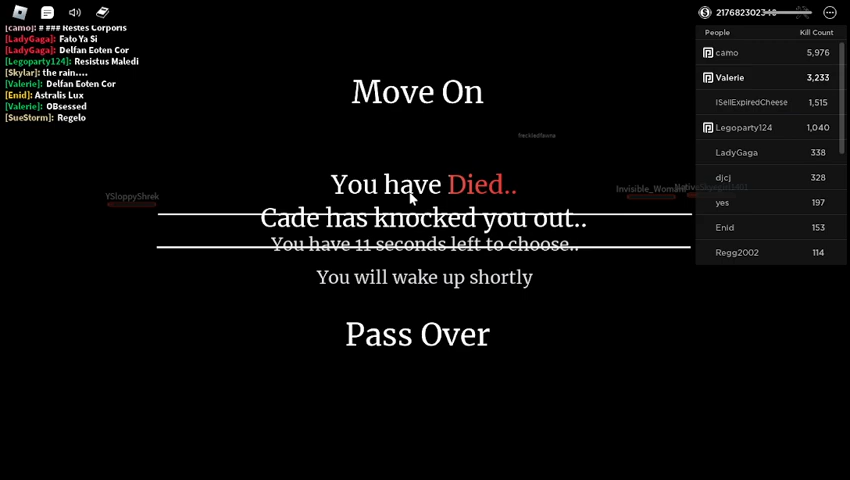 217682302348
[camo]: # ### Restes Corporis
[LadyGaga]: Fato Ya Si
[LadyGaga]: Delfan Eoten Cor
[Legoparty124]: Resistus Maledi
[Skylar]: the rain....
[Valerie]: Delfan Eoten Cor
[Enid]: Astralis Lux
[Valerie]: OBsessed
[SueStorm]: Regelo
People Kill Count
camo 5,976
Valerie 3,233
ISellExpiredCheese 1,515
Legoparty124 1,040
LadyGaga 338
djcj 328
yes 197
Enid 153
Regg2002 114
Move On
freckledfawna
You have Died..
YSloppyShrek
Invisible_Woman
Cade has knocked you out..
You have 11 seconds left to choose..
You will wake up shortly
Pass Over